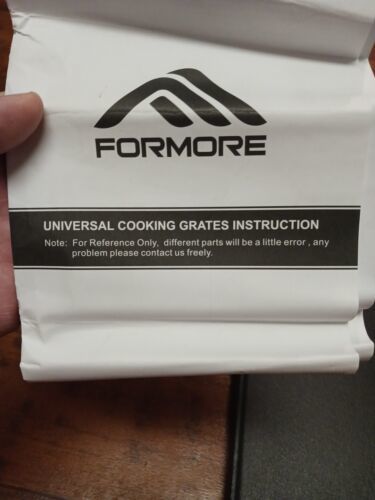 FORMORE
UNIVERSAL COOKING GRATES INSTRUCTION
Note: For Reference Only, different parts will be a little error , any
problem please contact us freely.